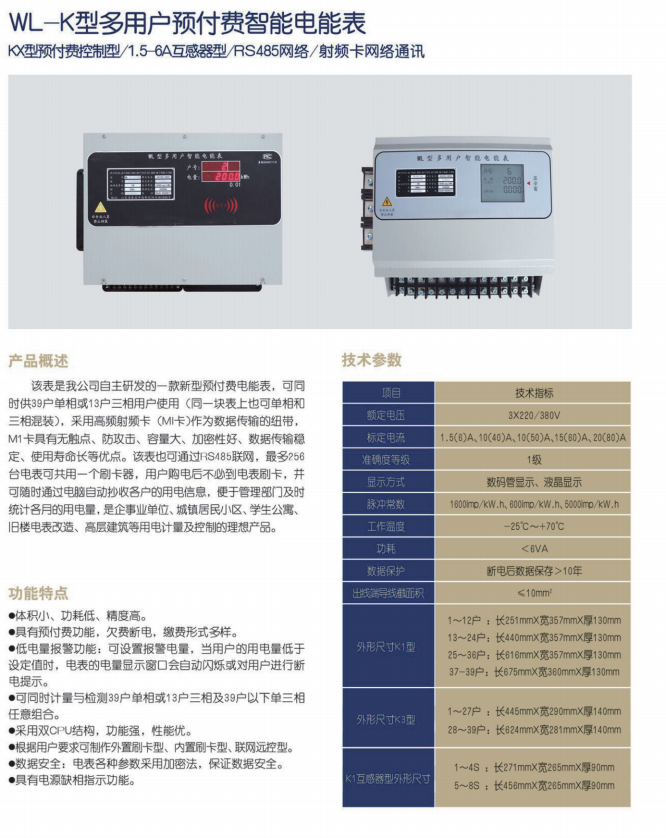 WL-K型多用户预付费智能电能表
KX型预付费控制型/1.5-6A互感器型/RS485网络/射频卡网络通讯
WL型多用户智能电能表
户号:
电量:
kWh
0.01
WL型多用户智能电能表
产品概述
该表是我公司自主研发的一款新型预付费电能表，可同
时供39户单相或13户三相用户使用（同一块表上也可单相和
三相混装），采用高频射频卡（MI卡)作为数据传输的纽带，
M1卡具有无触点、防攻击、容量大、加密性好、数据传输稳
定、使用寿命长等优点。该表也可通过RS485联网，最多256
台电表可共用一个刷卡器，用户购电后不必到电表刷卡，并
可随时通过电脑自动抄收各户的用电信息，便于管理部门及时
统计各月的用电量，是企事业单位、城镇居民小区、学生公寓、
旧楼电表改造、高层建筑等用电计量及控制的理想产品。
功能特点
●体积小、功耗低、精度高。
●具有预付费功能，欠费断电，缴费形式多样。
●低电量报警功能：可设置报警电量，当用户的用电量低于
设定值时，电表的电量显示窗口会自动闪烁或对用户进行断
电提示。
●可同时计量与检测39户单相或13户三相及39户以下单三相
任意组合。
●采用双CPU结构，功能强，性能优。
●根据用户要求可制作外置刷卡型、内置刷卡型、联网远控型。
●数据安全：电表各种参数采用加密法，保证数据安全。
●具有电源缺相指示功能。
技术参数
项目 技术指标
额定电压 3X220/380V
标定电流 1.5(6)A、10(40)A、10(50)A、15(60)A、20(80)A
准确度等级 1级
显示方式 数码管显示、液晶显示
脉冲常数 1600imp/kW.h、600imp/kW.h、5000imp/kW.h
工作温度 -25℃～+70℃
功耗 <6VA
数据保护 断电后数据保存>10年
出线端导线截面积 ≤10mm²
外形尺寸K1型
1～12户 ：长251mmX宽357mmX厚130mm
13～24户：长440mmX宽357mmX厚130mm
25～36户：长616mmX宽357mmX厚130mm
37-39户：长675mmX宽360mmX厚130mm
外形尺寸K3型
1～27户 ：长445mmX宽290mmX厚140mm
28～39户：长624mmX宽281mmX厚140mm
K1互感器型外形尺寸
1～4S ：长271mmX宽265mmX厚90mm
5～8S ：长456mmX宽265mmX厚90mm